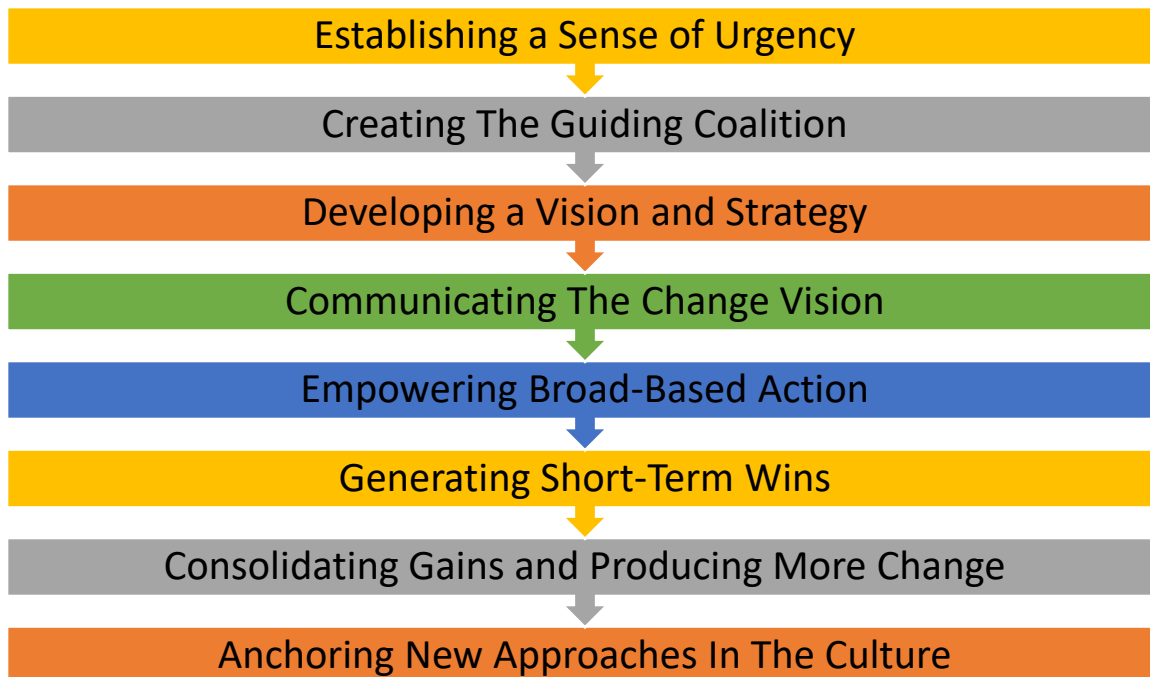 Establishing a Sense of Urgency
Creating The Guiding Coalition
Developing a Vision and Strategy
Communicating The Change Vision
Empowering Broad-Based Action
Generating Short-Term Wins
Consolidating Gains and Producing More Change
Anchoring New Approaches In The Culture